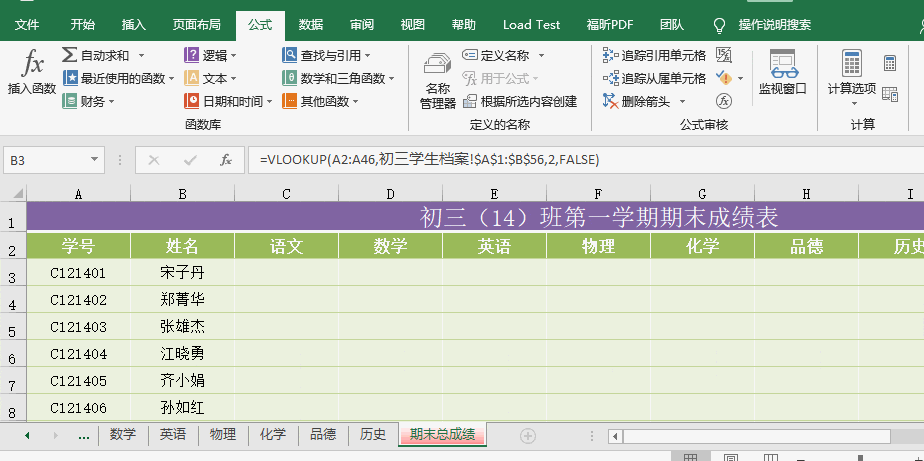 文件 开始 插入 页面布局 公式 数据 审阅 视图 帮助 Load Test 福昕PDF 团队 操作说明搜索
fx 插入函数
Σ 自动求和
最近使用的函数
财务
逻辑
文本
日期和时间
查找与引用
数学和三角函数
其他函数
函数库
名称
管理器
定义名称
用于公式
根据所选内容创建
定义的名称
追踪引用单元格
追踪从属单元格
删除箭头
公式审核
监视窗口
计算选项
计算
B3 fx =VLOOKUP(A2:A46,初三学生档案!$A$1:$B$56,2,FALSE)
A B C D E F G H I
1 初三（14）班第一学期期末成绩表
2 学号 姓名 语文 数学 英语 物理 化学 品德 历史
3 C121401 宋子丹
4 C121402 郑菁华
5 C121403 张雄杰
6 C121404 江晓勇
7 C121405 齐小娟
8 C121406 孙如红
... 数学 英语 物理 化学 品德 历史 期末总成绩